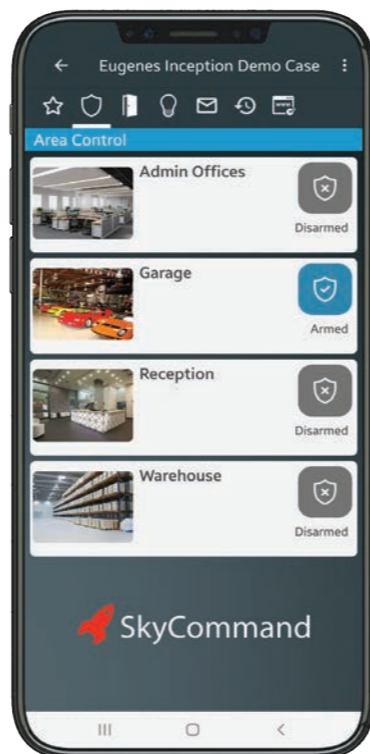 Eugenes Inception Demo Case
Area Control
Admin Offices
Disarmed
Garage
Armed
Reception
Disarmed
Warehouse
Disarmed
SkyCommand